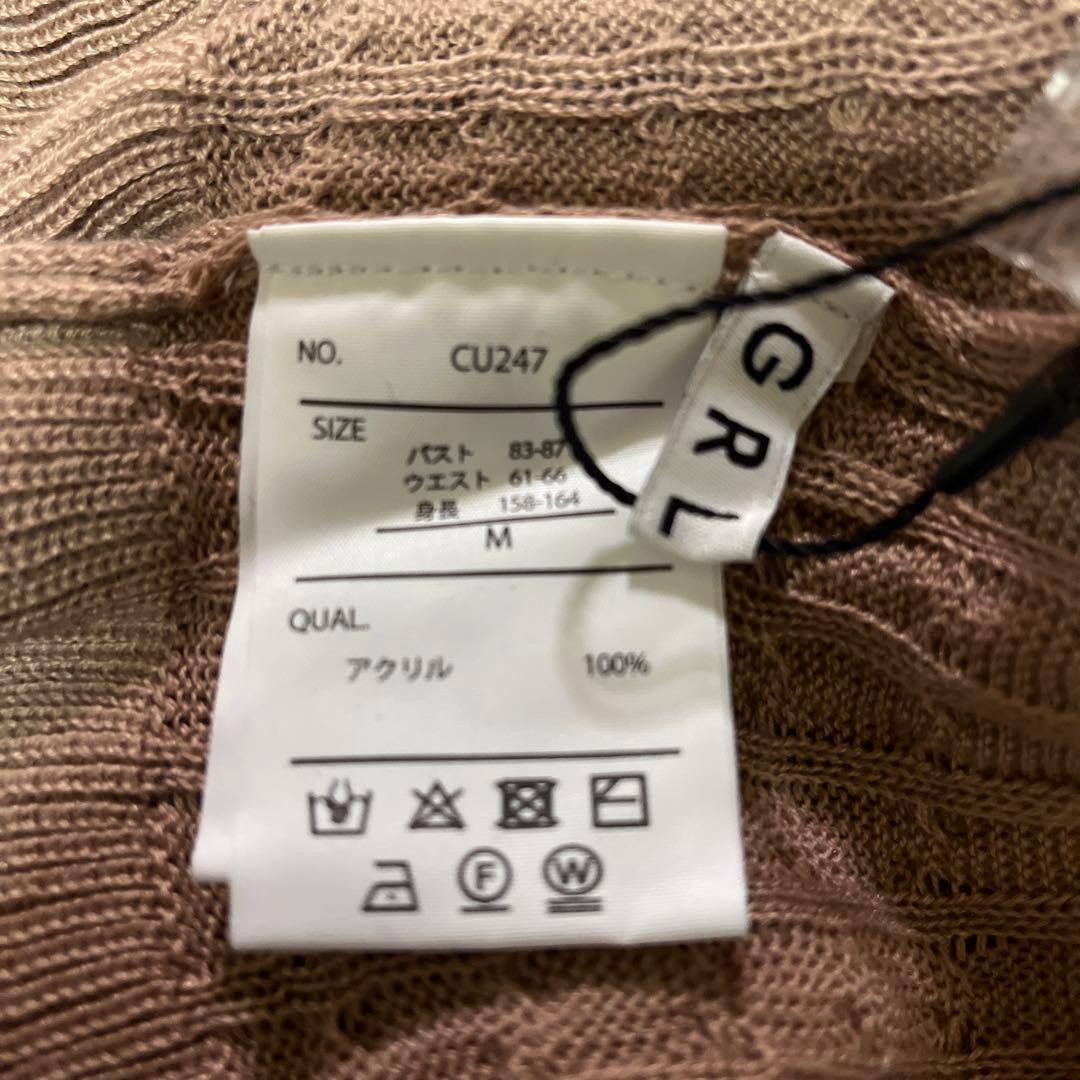 NO. CU247
SIZE
バスト 83-87
ウエスト 61-66
身長 158-164
M
QUAL.
アクリル 100%
F W
GRL